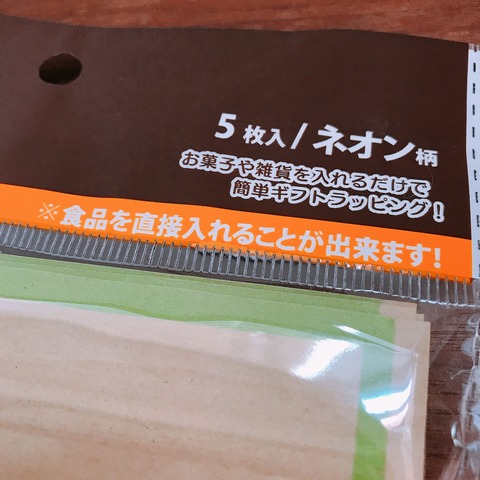 5枚入/ネオン柄
お菓子や雑貨を入れるだけで
簡単ギフトラッピング!
※食品を直接入れることが出来ます!